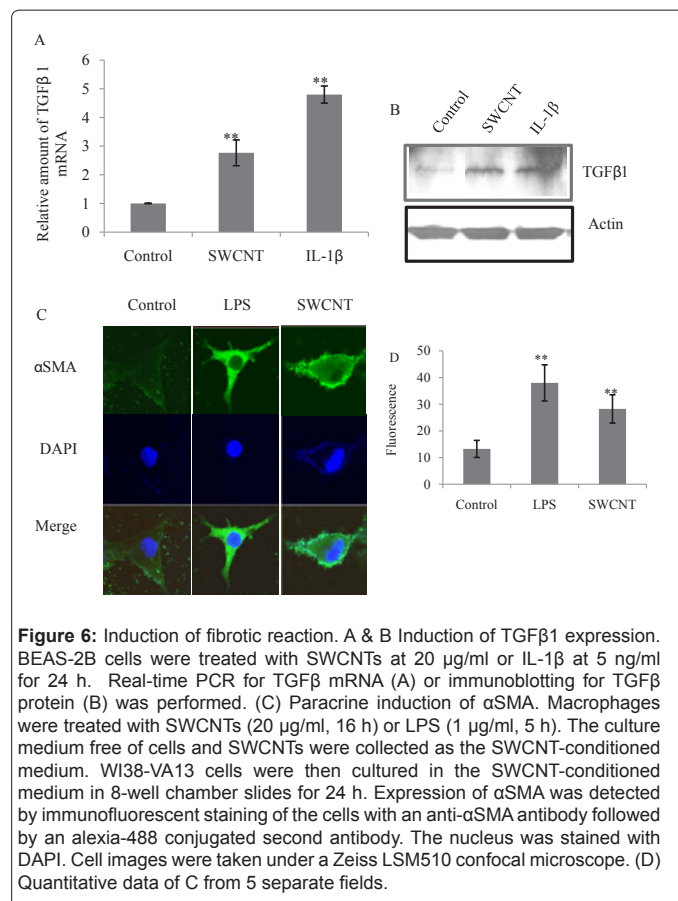 A
Relative amount of TGFβ 1
mRNA
6
5
4
3
2
1
0
**
**
Control SWCNT IL-1β
B
Control SWCNT IL-1β
TGFβ1
Actin
C
Control LPS SWCNT
αSMA
DAPI
Merge
D
Fluorescence
50
40
30
20
10
0
**
**
Control LPS SWCNT
Figure 6: Induction of fibrotic reaction. A & B Induction of TGFβ1 expression.
BEAS-2B cells were treated with SWCNTs at 20 µg/ml or IL-1β at 5 ng/ml
for 24 h. Real-time PCR for TGFβ mRNA (A) or immunoblotting for TGFβ
protein (B) was performed. (C) Paracrine induction of αSMA. Macrophages
were treated with SWCNTs (20 µg/ml, 16 h) or LPS (1 µg/ml, 5 h). The culture
medium free of cells and SWCNTs were collected as the SWCNT-conditioned
medium. WI38-VA13 cells were then cultured in the SWCNT-conditioned
medium in 8-well chamber slides for 24 h. Expression of αSMA was detected
by immunofluorescent staining of the cells with an anti-αSMA antibody followed
by an alexia-488 conjugated second antibody. The nucleus was stained with
DAPI. Cell images were taken under a Zeiss LSM510 confocal microscope. (D)
Quantitative data of C from 5 separate fields.